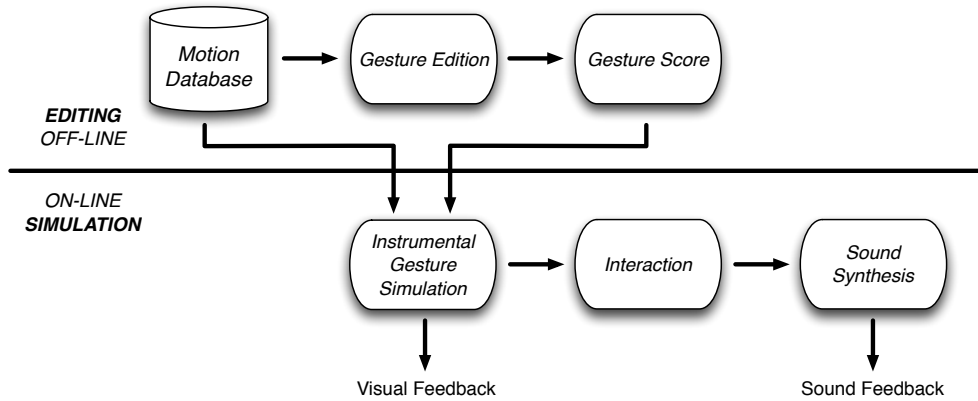 Motion
Database
Gesture Edition
Gesture Score
EDITING
OFF-LINE
ON-LINE
SIMULATION
Instrumental
Gesture
Simulation
Interaction
Sound
Synthesis
Visual Feedback
Sound Feedback